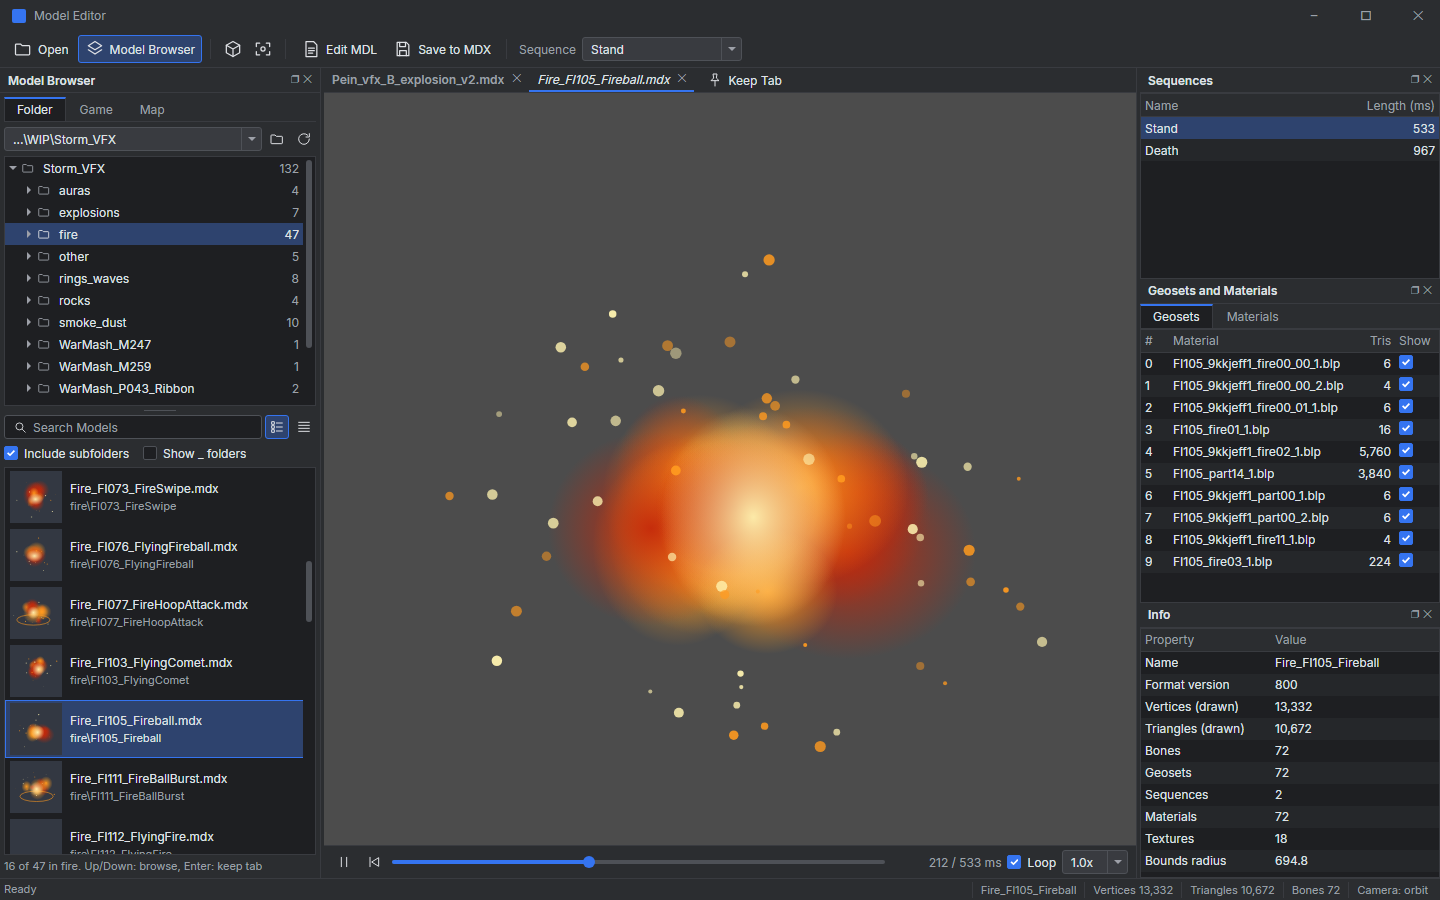 Model Editor
Open Model Browser Edit MDL Save to MDX Sequence Stand
Model Browser
Folder Game Map
...\WIP\Storm_VFX
Storm_VFX 132
auras 4
explosions 7
fire 47
other 5
rings_waves 8
rocks 4
smoke_dust 10
WarMash_M247 1
WarMash_M259 1
WarMash_P043_Ribbon 2
Search Models
Include subfolders Show _ folders
Fire_FI073_FireSwipe.mdx
fire\FI073_FireSwipe
Fire_FI076_FlyingFireball.mdx
fire\FI076_FlyingFireball
Fire_FI077_FireHoopAttack.mdx
fire\FI077_FireHoopAttack
Fire_FI103_FlyingComet.mdx
fire\FI103_FlyingComet
Fire_FI105_Fireball.mdx
fire\FI105_Fireball
Fire_FI111_FireBallBurst.mdx
fire\FI111_FireBallBurst
Fire_FI112_FlyingFire.mdx
fire\FI112_FlyingFire
16 of 47 in fire. Up/Down: browse, Enter: keep tab
Pein_vfx_B_explosion_v2.mdx Fire_FI105_Fireball.mdx Keep Tab
212 / 533 ms Loop 1.0x
Sequences
Name Length (ms)
Stand 533
Death 967
Geosets and Materials
Geosets Materials
# Material Tris Show
0 FI105_9kkjeff1_fire00_00_1.blp 6
1 FI105_9kkjeff1_fire00_00_2.blp 4
2 FI105_9kkjeff1_fire00_01_1.blp 6
3 FI105_fire01_1.blp 16
4 FI105_9kkjeff1_fire02_1.blp 5,760
5 FI105_part14_1.blp 3,840
6 FI105_9kkjeff1_part00_1.blp 6
7 FI105_9kkjeff1_part00_2.blp 6
8 FI105_9kkjeff1_fire11_1.blp 4
9 FI105_fire03_1.blp 224
Info
Property Value
Name Fire_FI105_Fireball
Format version 800
Vertices (drawn) 13,332
Triangles (drawn) 10,672
Bones 72
Geosets 72
Sequences 2
Materials 72
Textures 18
Bounds radius 694.8
Ready
Fire_FI105_Fireball Vertices 13,332 Triangles 10,672 Bones 72 Camera: orbit